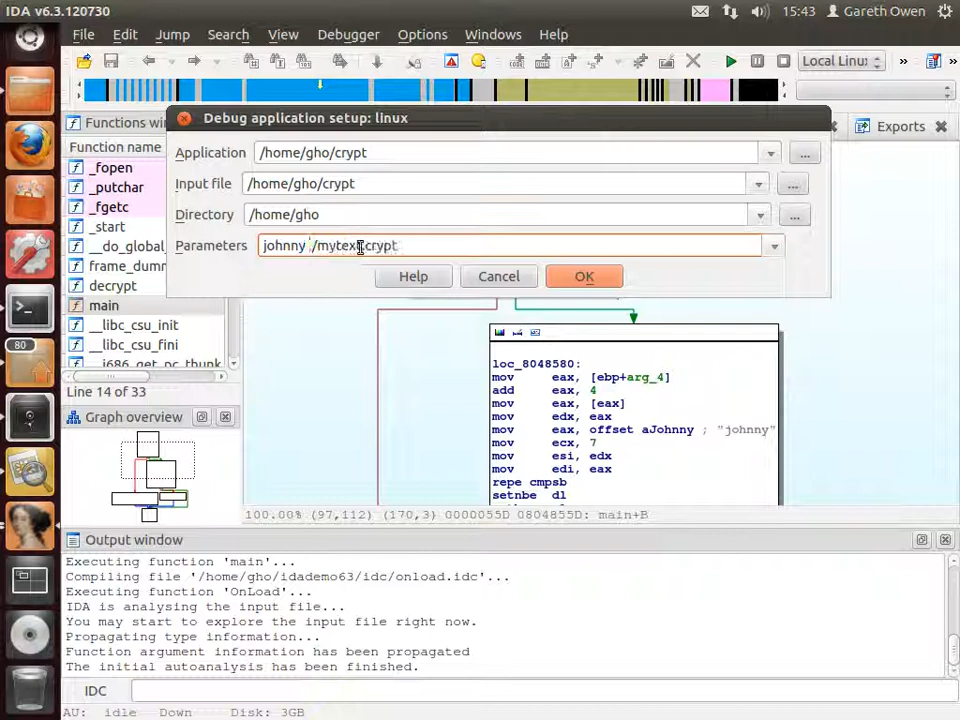 IDA v6.3.120730
15:43
Gareth Owen
File Edit Jump Search View Debugger Options Windows Help
Local Linu
»
»
Functions win
Exports
Debug application setup: linux
Application /home/gho/crypt ...
Input file /home/gho/crypt ...
Directory /home/gho ...
Parameters johnny
Help Cancel OK
Function name
_fopen
_putchar
_fgetc
_start
__do_global_
frame_dumm
decrypt
main
__libc_csu_init
__libc_csu_fini
Line 14 of 33
Graph overview
80
loc_8048580:
mov eax, [ebp+arg_4]
add eax, 4
mov eax, [eax]
mov edx, eax
mov eax, offset aJohnny ; "johnny"
mov ecx, 7
mov esi, edx
mov edi, eax
repe cmpsb
setnbe dl
100.00% (97,112) (170,3) 0000055D 0804855D: main+B
Output window
Executing function 'main'...
Compiling file '/home/gho/idademo63/idc/onload.idc'...
Executing function 'OnLoad'...
IDA is analysing the input file...
You may start to explore the input file right now.
Propagating type information...
Function argument information has been propagated
The initial autoanalysis has been finished.
IDC
AU: idle Down Disk: 3GB